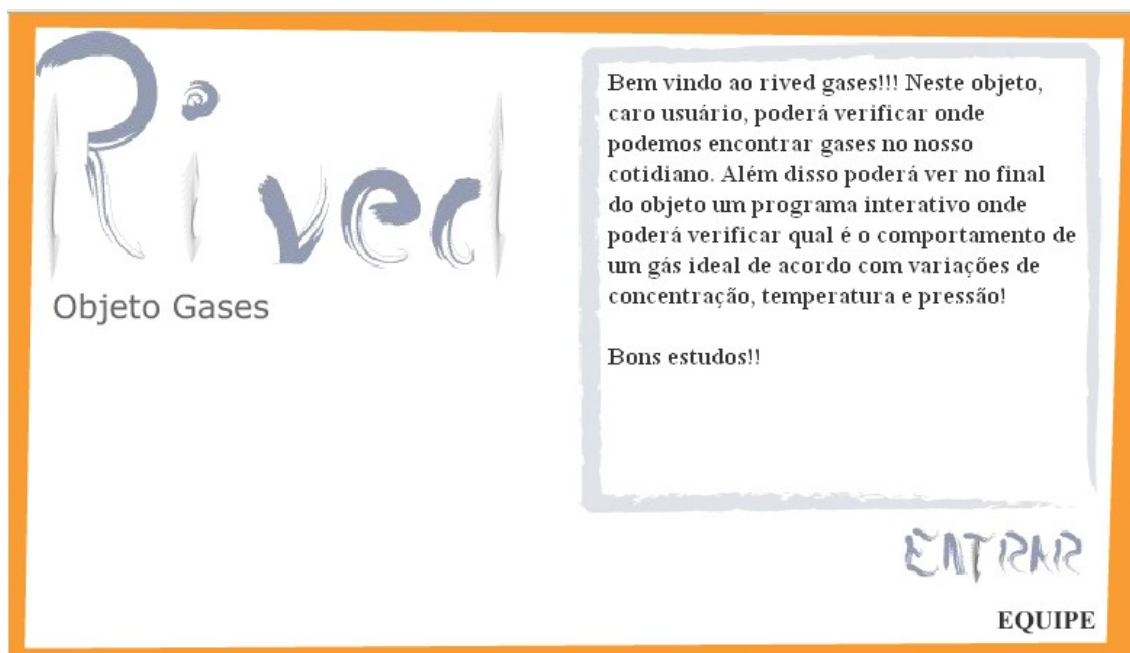 Rived
Objeto Gases
Bem vindo ao rived gases!!! Neste objeto,
caro usuário, poderá verificar onde
podemos encontrar gases no nosso
cotidiano. Além disso poderá ver no final
do objeto um programa interativo onde
poderá verificar qual é o comportamento de
um gás ideal de acordo com variações de
concentração, temperatura e pressão!
Bons estudos!!
ENTRAR
EQUIPE